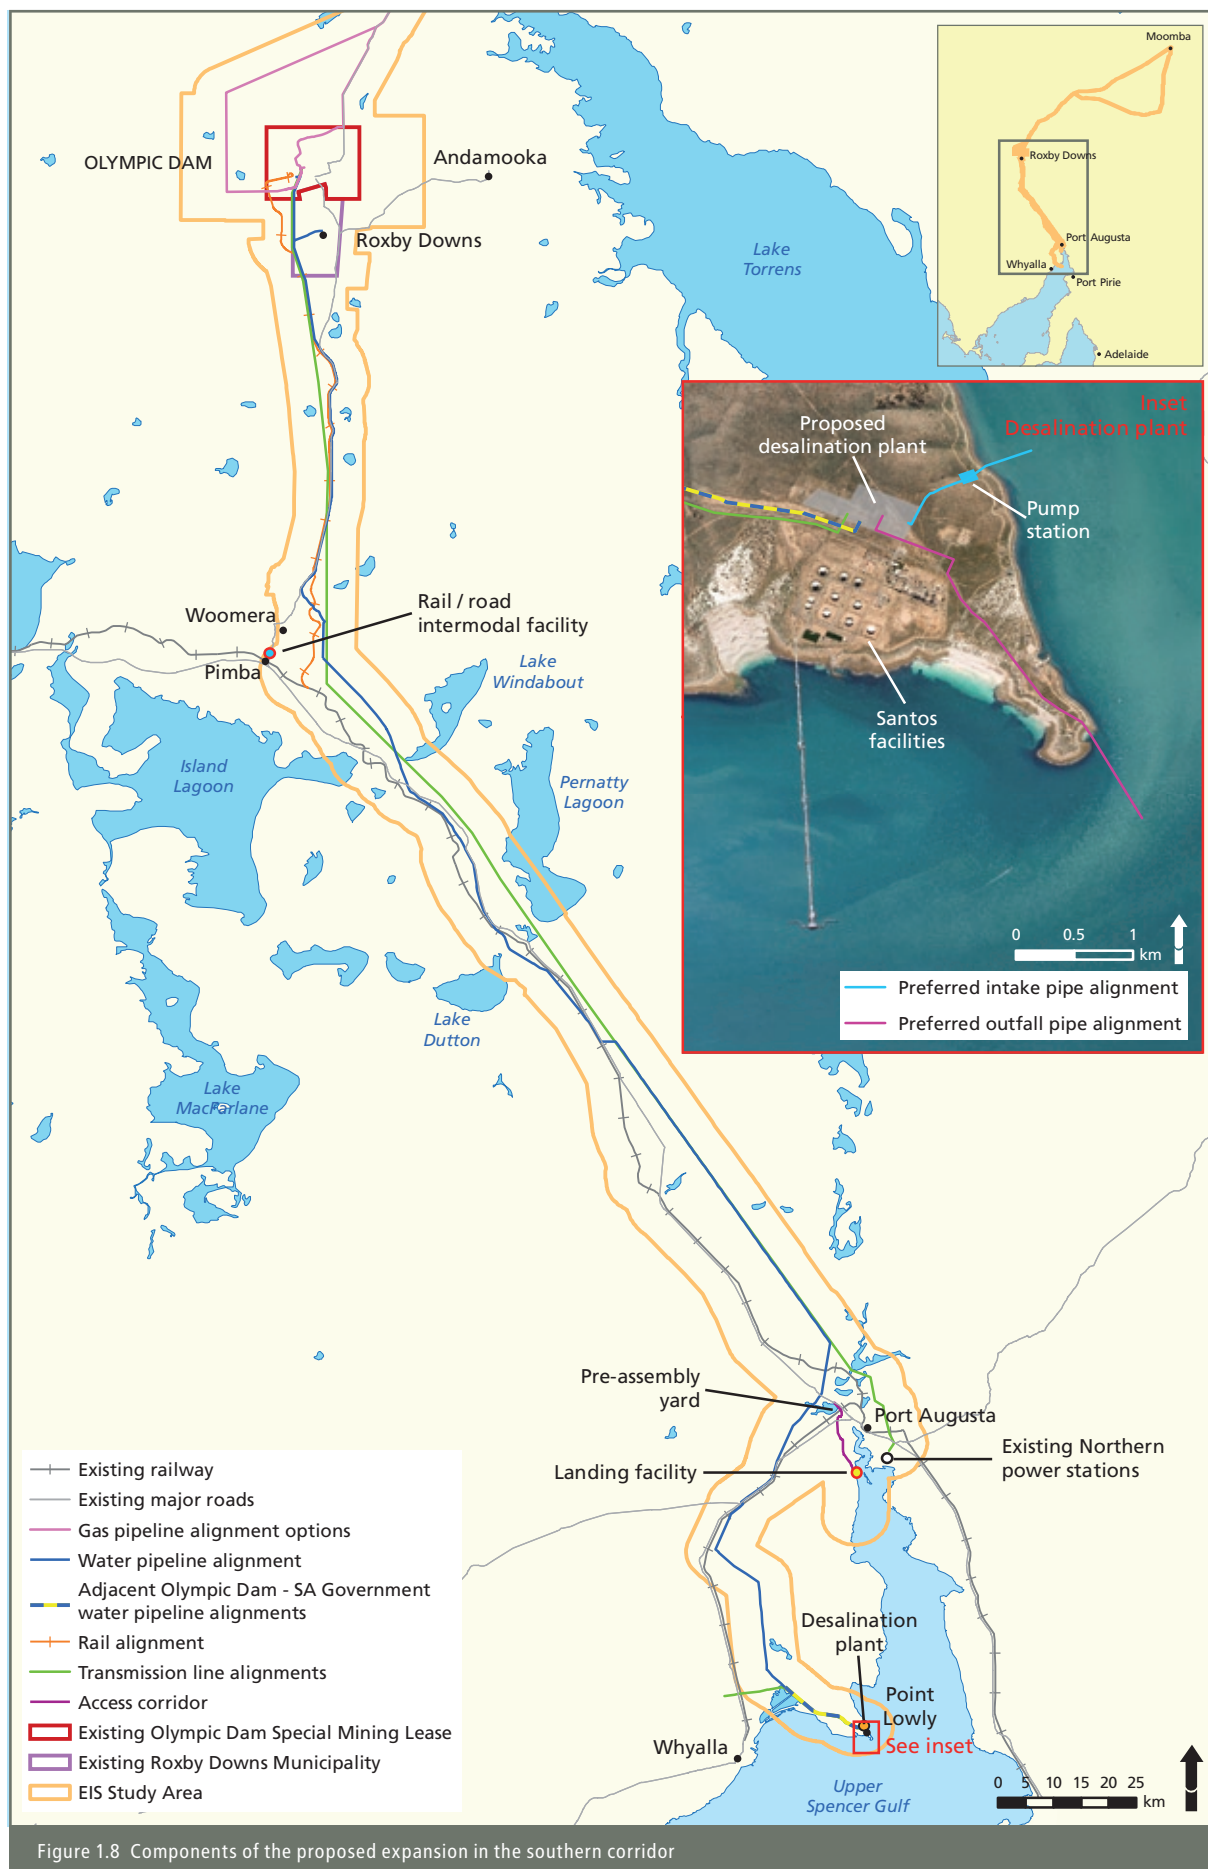 Moomba
Roxby Downs
Port Augusta
Whyalla
Port Pirie
Adelaide
OLYMPIC DAM
Andamooka
Roxby Downs
Lake
Torrens
Inset
Desalination plant
Proposed
desalination plant
Pump
station
Santos
facilities
0 0.5 1
km
Preferred intake pipe alignment
Preferred outfall pipe alignment
Woomera
Rail / road
intermodal facility
Pimba
Lake
Windabout
Island
Lagoon
Pernatty
Lagoon
Lake
Dutton
Lake
MacFarlane
Pre-assembly
yard
Port Augusta
Landing facility
Existing Northern
power stations
Desalination
plant
Point
Lowly
See inset
Whyalla
Upper
Spencer Gulf
0 5 10 15 20 25
km
Existing railway
Existing major roads
Gas pipeline alignment options
Water pipeline alignment
Adjacent Olympic Dam - SA Government
water pipeline alignments
Rail alignment
Transmission line alignments
Access corridor
Existing Olympic Dam Special Mining Lease
Existing Roxby Downs Municipality
EIS Study Area
Figure 1.8 Components of the proposed expansion in the southern corridor